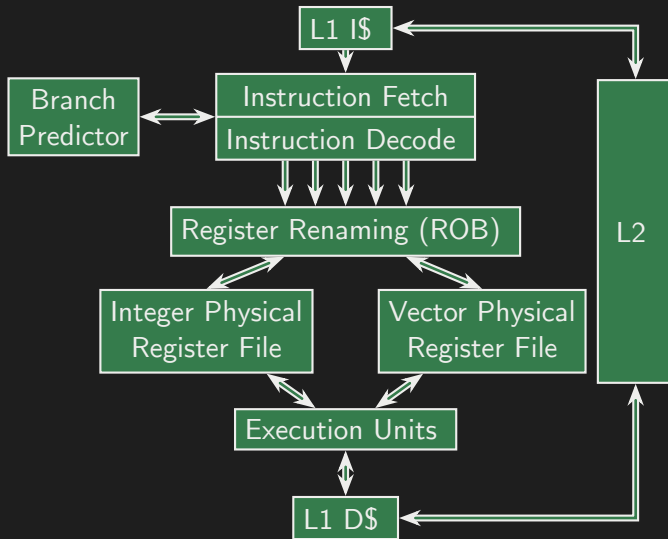 L1 I$
Instruction Fetch
Branch
Predictor
Instruction Decode
Register Renaming (ROB)
L2
Integer Physical
Register File
Vector Physical
Register File
Execution Units
L1 D$